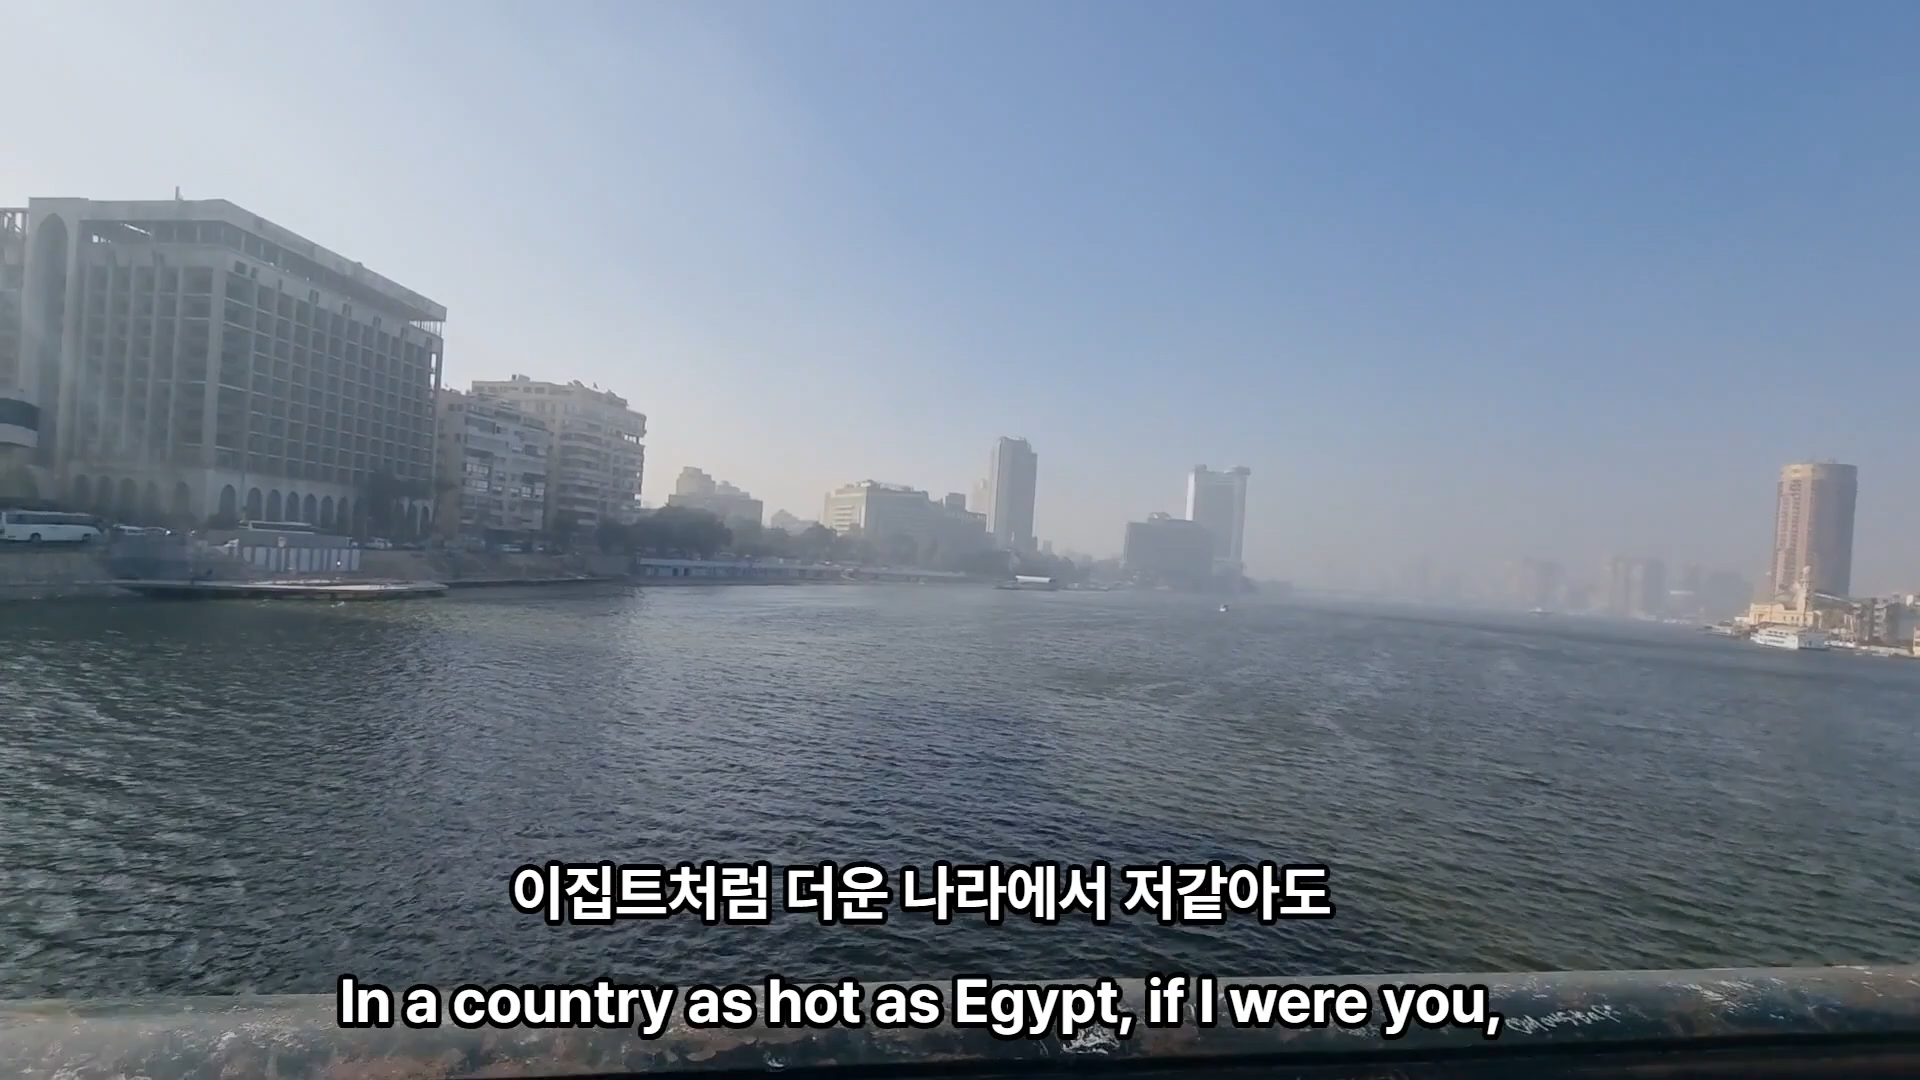 이집트처럼 더운 나라에서 저같아도
In a country as hot as Egypt, if I were you,